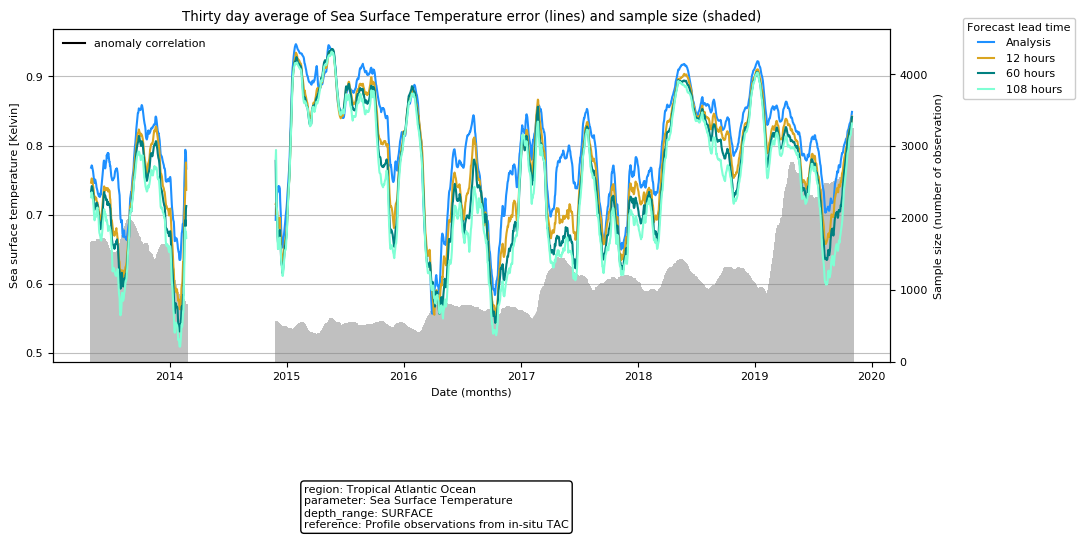 Thirty day average of Sea Surface Temperature error (lines) and sample size (shaded)
anomaly correlation
Forecast lead time
Analysis
12 hours
60 hours
108 hours
Sea surface temperature [Kelvin]
0.9
0.8
0.7
0.6
0.5
4000
3000
2000
1000
0
Sample size (number of observation)
2014 2015 2016 2017 2018 2019 2020
Date (months)
region: Tropical Atlantic Ocean
parameter: Sea Surface Temperature
depth_range: SURFACE
reference: Profile observations from in-situ TAC